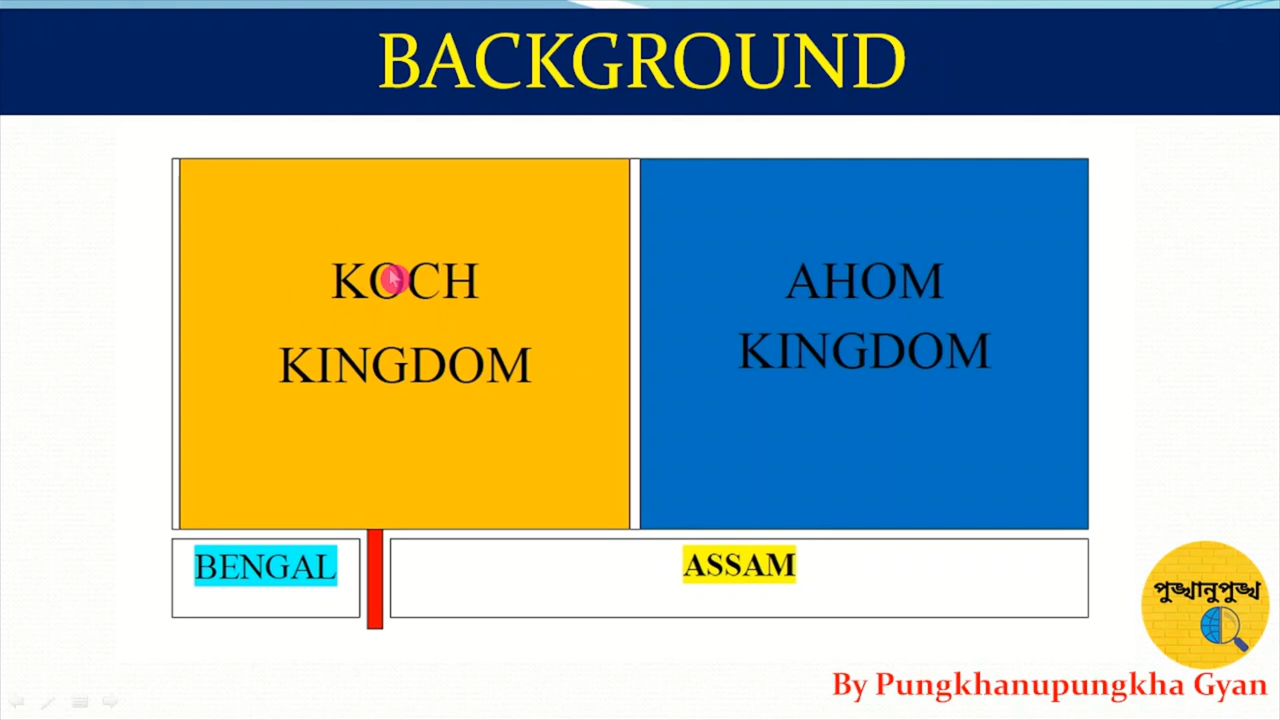 BACKGROUND
KOCH
KINGDOM
AHOM
KINGDOM
BENGAL
ASSAM
পুঙ্খানুপুঙ্খ
By Pungkhanupungkha Gyan